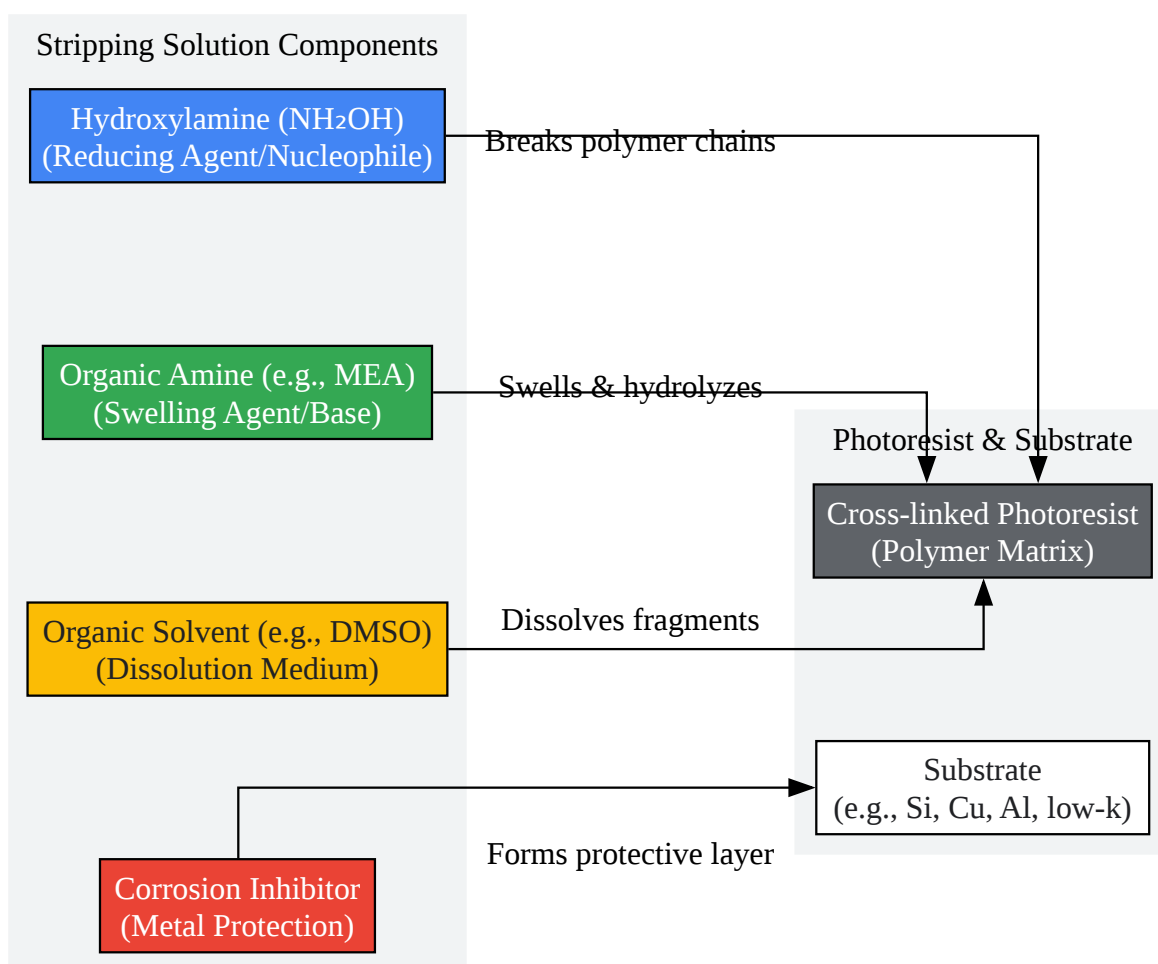 Stripping Solution Components
Hydroxylamine (NH₂OH)
(Reducing Agent/Nucleophile)
Breaks polymer chains
Organic Amine (e.g., MEA)
(Swelling Agent/Base)
Swells & hydrolyzes
Photoresist & Substrate
Cross-linked Photoresist
(Polymer Matrix)
Organic Solvent (e.g., DMSO)
(Dissolution Medium)
Dissolves fragments
Substrate
(e.g., Si, Cu, Al, low-k)
Forms protective layer
Corrosion Inhibitor
(Metal Protection)